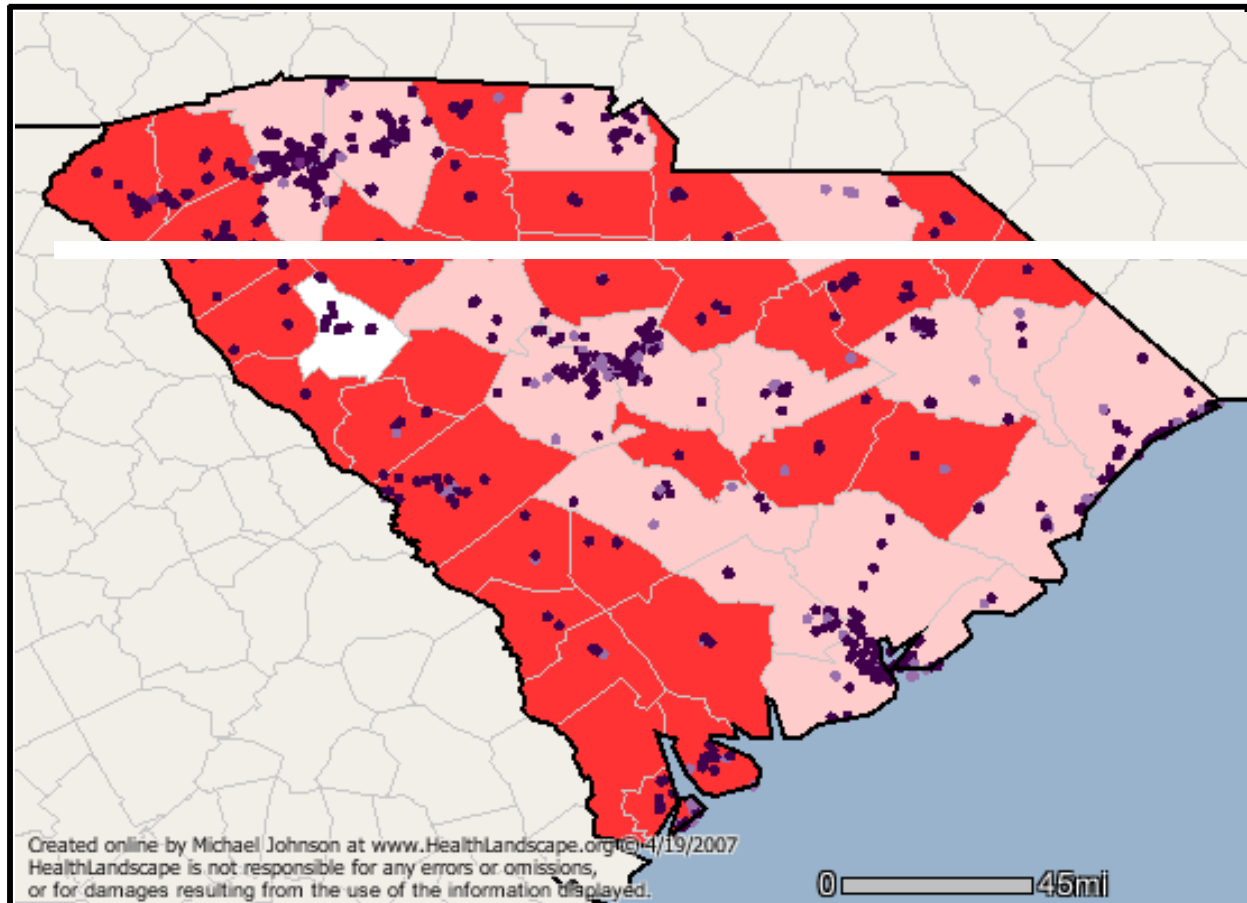 Created online by Michael Johnson at www.HealthLandscape.org © 4/19/2007
HealthLandscape is not responsible for any errors or omissions,
or for damages resulting from the use of the information displayed.
0 45mi